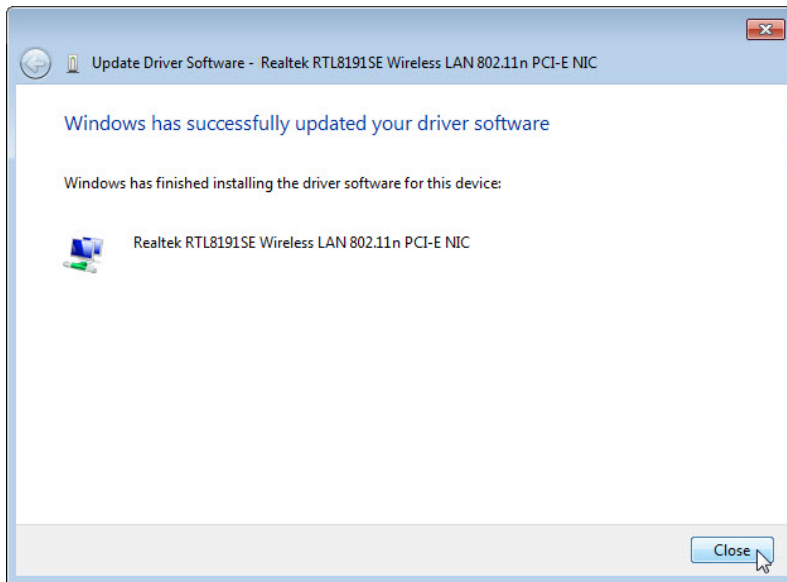 Update Driver Software - Realtek RTL8191SE Wireless LAN 802.11n PCI-E NIC
Windows has successfully updated your driver software
Windows has finished installing the driver software for this device:
Realtek RTL8191SE Wireless LAN 802.11n PCI-E NIC
Close